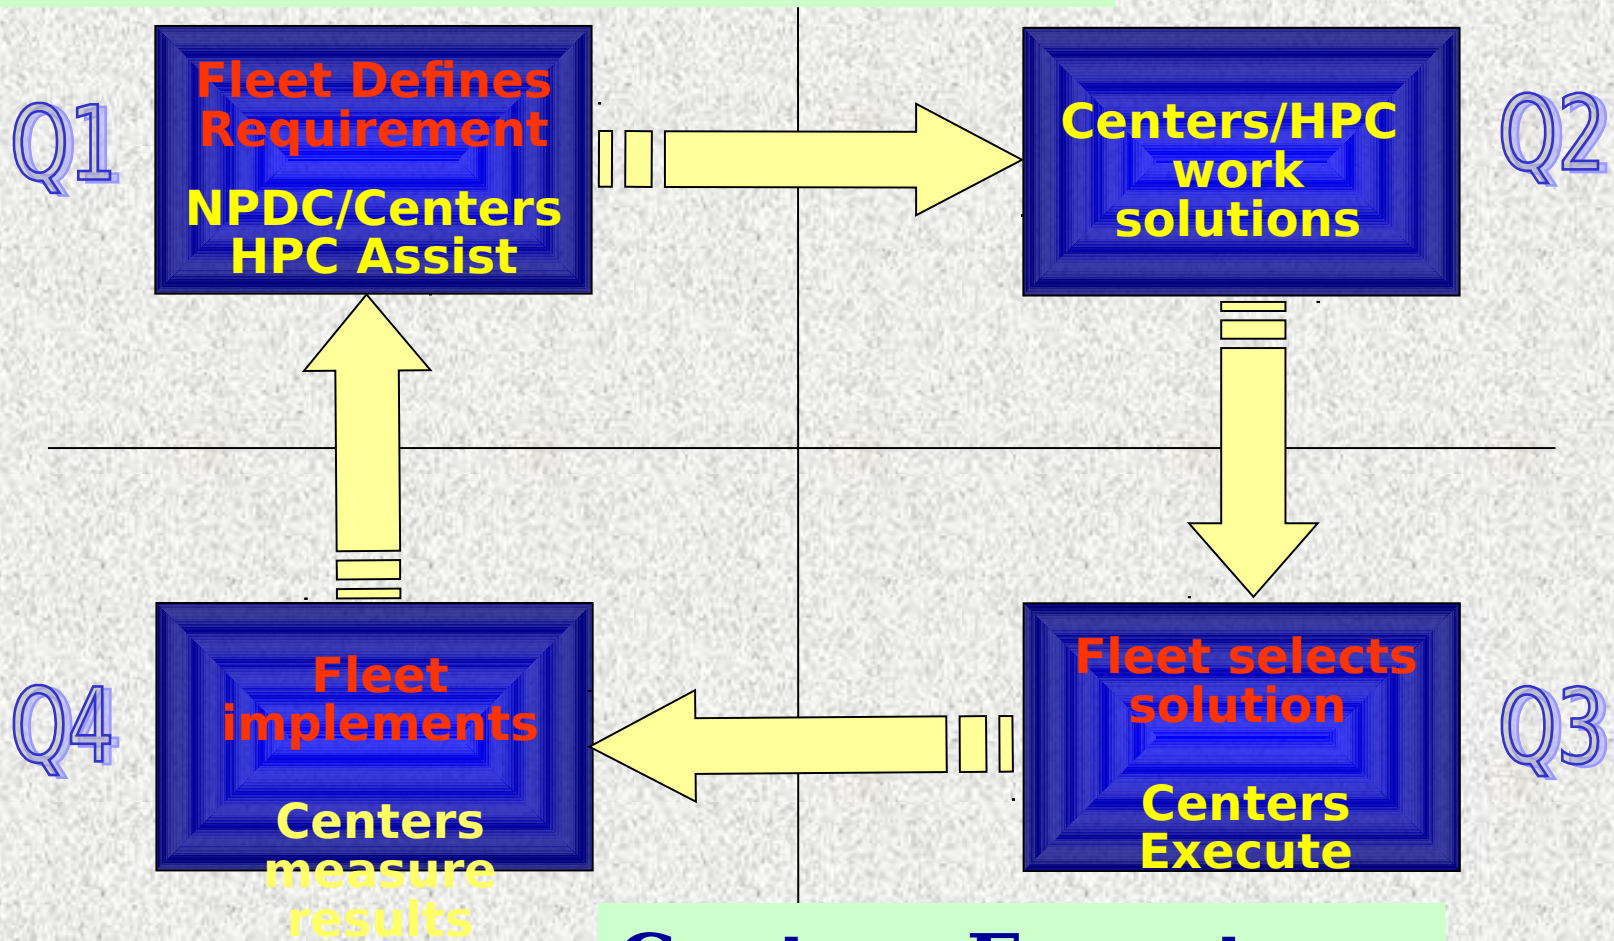 Q1
Fleet Defines
Requirement
NPDC/Centers
HPC Assist
Centers/HPC
work
solutions
Q2
Q4
Fleet
implements
Centers
measure
results
Fleet selects
solution
Centers
Execute
Q3